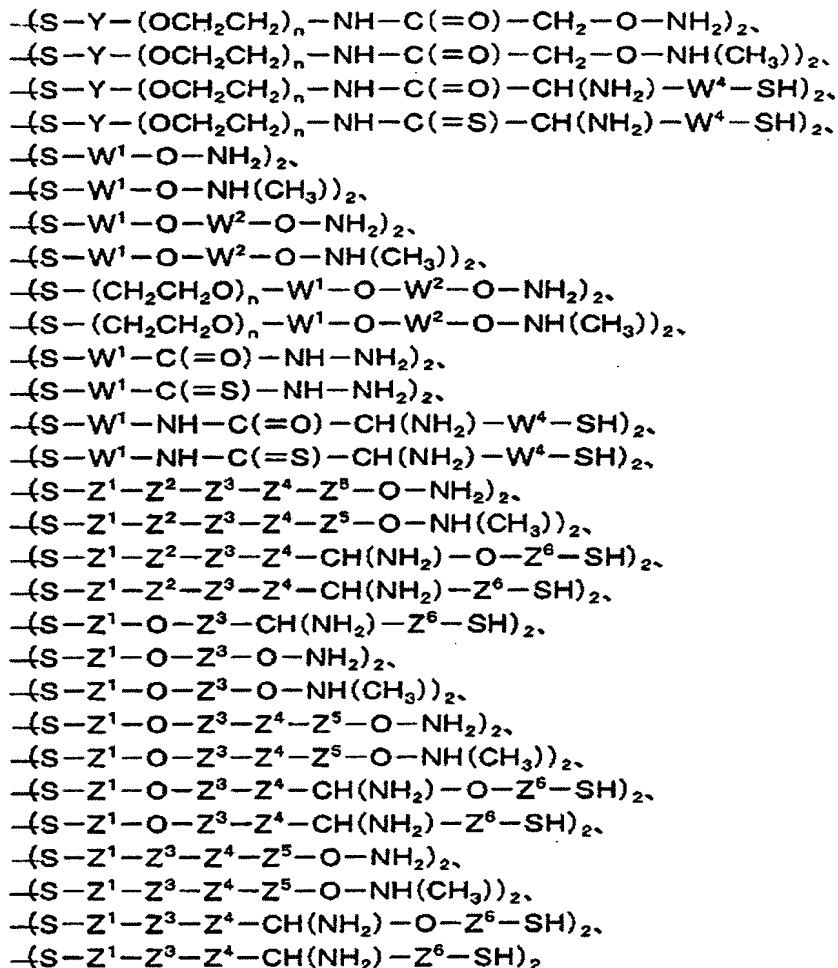 —(S—Y—(OCH₂CH₂)ₙ—NH—C(=O)—CH₂—O—NH₂)₂、
—(S—Y—(OCH₂CH₂)ₙ—NH—C(=O)—CH₂—O—NH(CH₃))₂、
—(S—Y—(OCH₂CH₂)ₙ—NH—C(=O)—CH(NH₂)—W⁴—SH)₂、
—(S—Y—(OCH₂CH₂)ₙ—NH—C(=S)—CH(NH₂)—W⁴—SH)₂、
—(S—W¹—O—NH₂)₂、
—(S—W¹—O—NH(CH₃))₂、
—(S—W¹—O—W²—O—NH₂)₂、
—(S—W¹—O—W²—O—NH(CH₃))₂、
—(S—(CH₂CH₂O)ₙ—W¹—O—W²—O—NH₂)₂、
—(S—(CH₂CH₂O)ₙ—W¹—O—W²—O—NH(CH₃))₂、
—(S—W¹—C(=O)—NH—NH₂)₂、
—(S—W¹—C(=S)—NH—NH₂)₂、
—(S—W¹—NH—C(=O)—CH(NH₂)—W⁴—SH)₂、
—(S—W¹—NH—C(=S)—CH(NH₂)—W⁴—SH)₂、
—(S—Z¹—Z²—Z³—Z⁴—Z⁵—O—NH₂)₂、
—(S—Z¹—Z²—Z³—Z⁴—Z⁵—O—NH(CH₃))₂、
—(S—Z¹—Z²—Z³—Z⁴—CH(NH₂)—O—Z⁶—SH)₂、
—(S—Z¹—Z²—Z³—Z⁴—CH(NH₂)—Z⁶—SH)₂、
—(S—Z¹—O—Z³—CH(NH₂)—Z⁶—SH)₂、
—(S—Z¹—O—Z³—O—NH₂)₂、
—(S—Z¹—O—Z³—O—NH(CH₃))₂、
—(S—Z¹—O—Z³—Z⁴—Z⁵—O—NH₂)₂、
—(S—Z¹—O—Z³—Z⁴—Z⁵—O—NH(CH₃))₂、
—(S—Z¹—O—Z³—Z⁴—CH(NH₂)—O—Z⁶—SH)₂、
—(S—Z¹—O—Z³—Z⁴—CH(NH₂)—Z⁶—SH)₂、
—(S—Z¹—Z³—Z⁴—Z⁵—O—NH₂)₂、
—(S—Z¹—Z³—Z⁴—Z⁵—O—NH(CH₃))₂、
—(S—Z¹—Z³—Z⁴—CH(NH₂)—O—Z⁶—SH)₂、
—(S—Z¹—Z³—Z⁴—CH(NH₂)—Z⁶—SH)₂